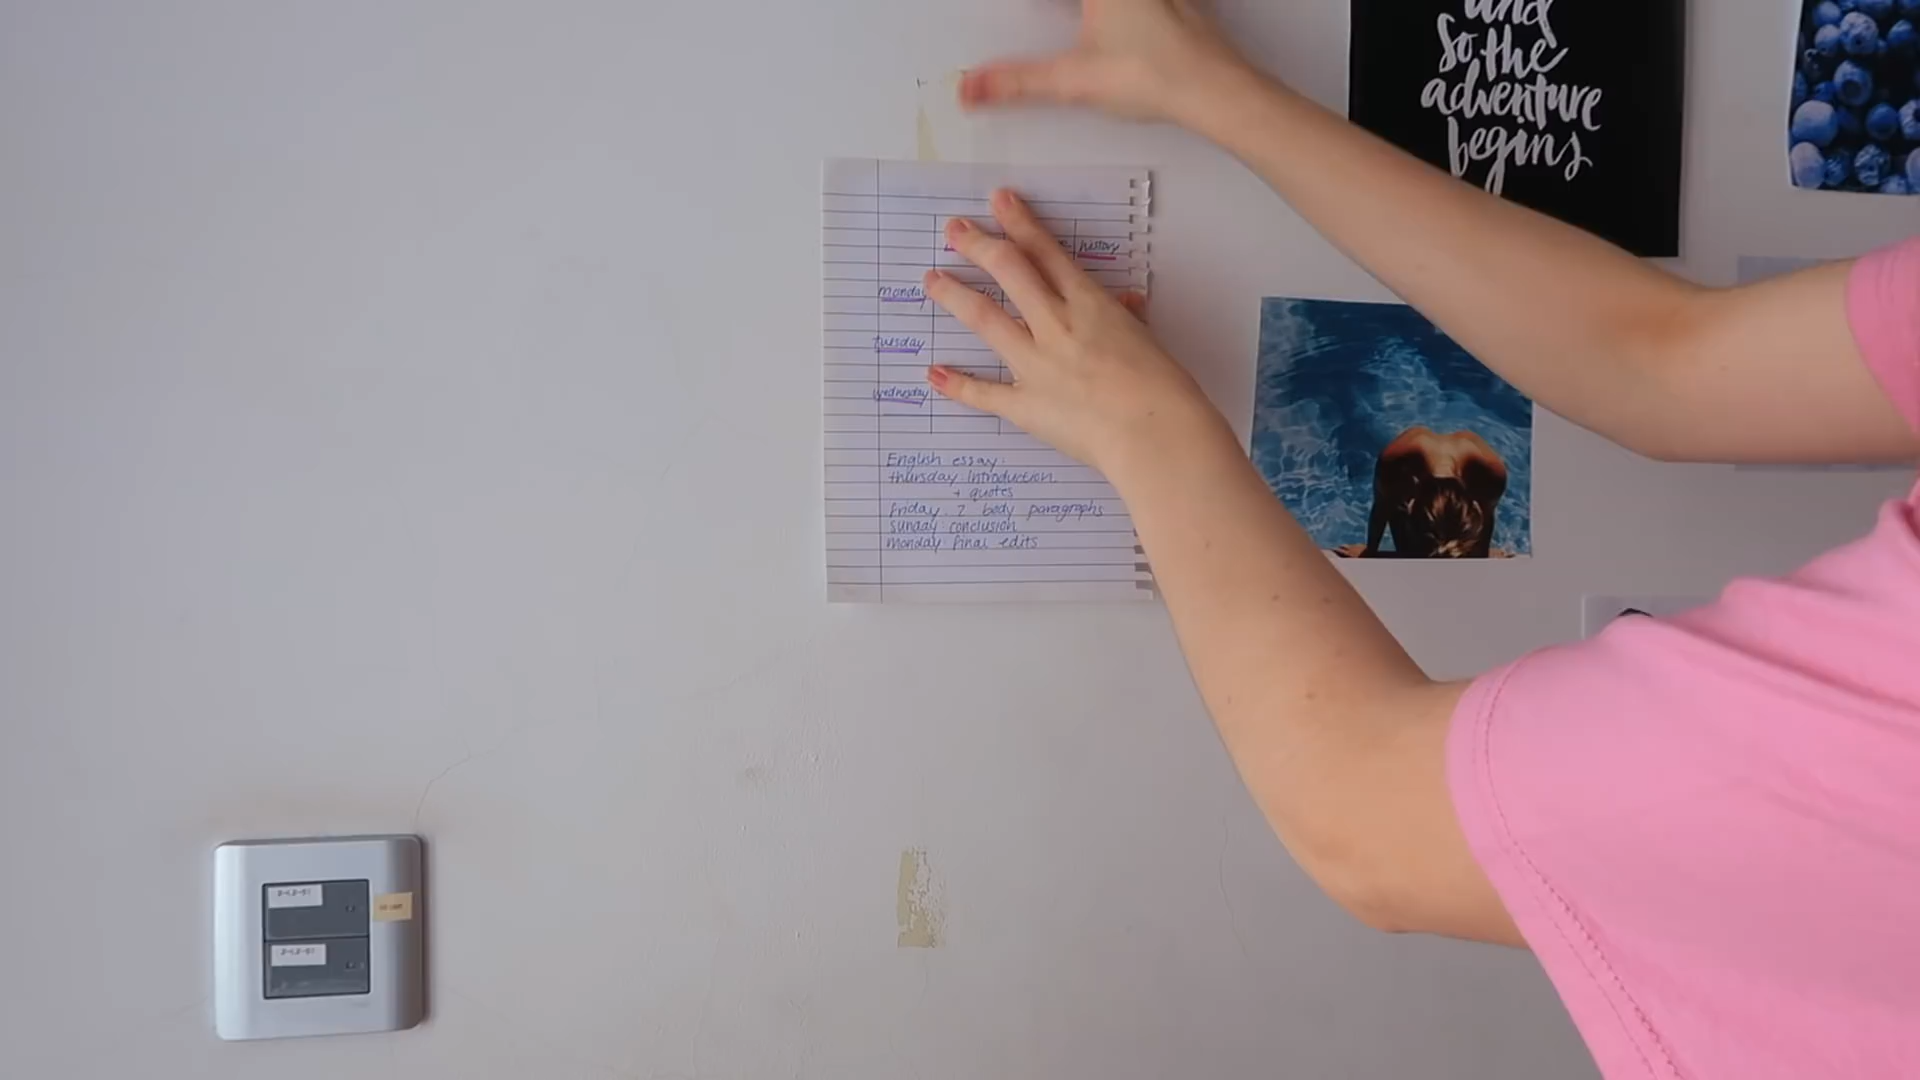 and
so the
adventure
begins
history
monday
tuesday
wednesday
English essay:
thursday: introduction
+ quotes
friday: 2 body paragraphs
sunday: conclusion
monday: final edits